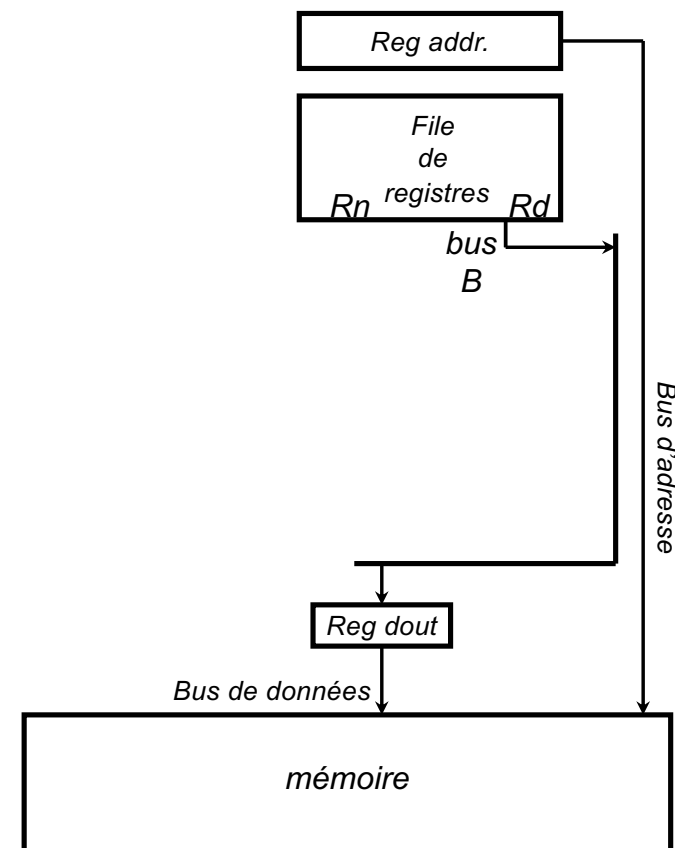 Reg addr.
File
de
registres
Rn
Rd
bus
B
Bus d’adresse
Reg dout
Bus de données
mémoire